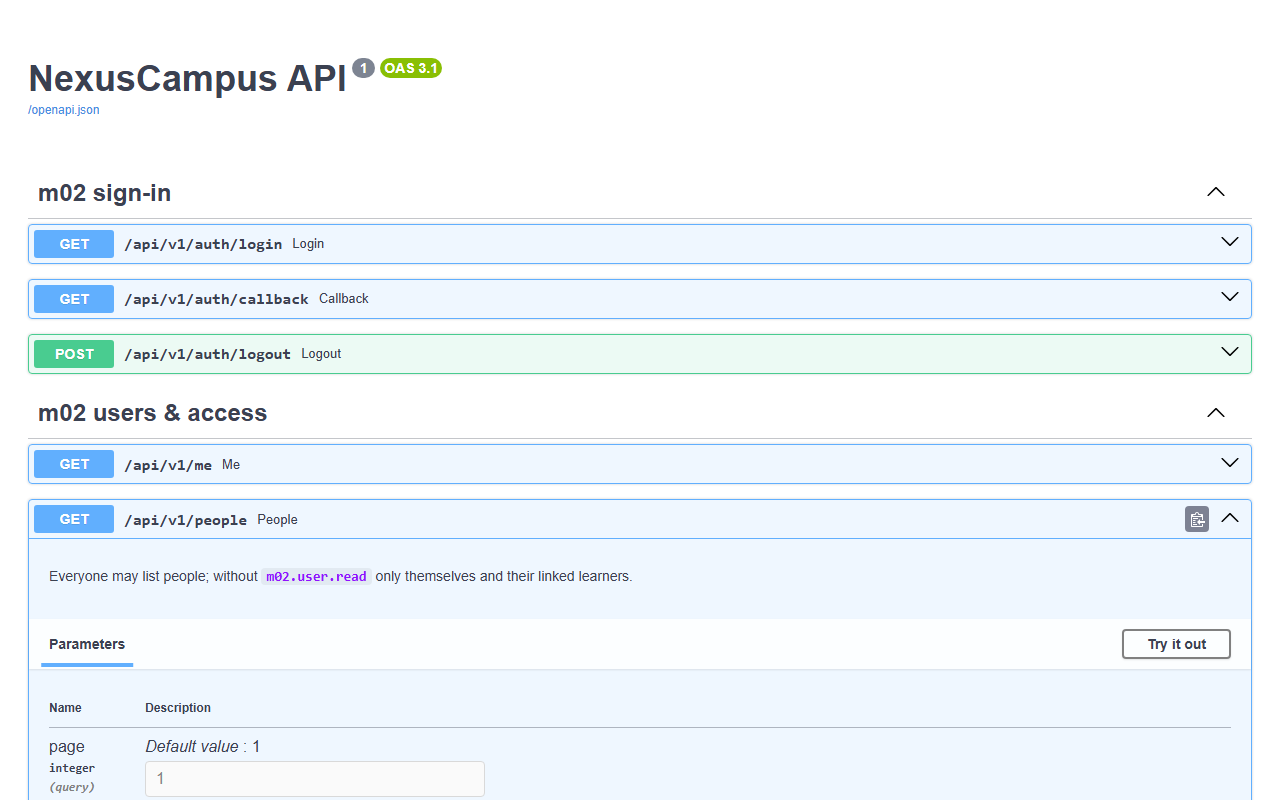 NexusCampus API 1 OAS 3.1
/openapi.json
m02 sign-in
GET /api/v1/auth/login Login
GET /api/v1/auth/callback Callback
POST /api/v1/auth/logout Logout
m02 users & access
GET /api/v1/me Me
GET /api/v1/people People
Everyone may list people; without m02.user.read only themselves and their linked learners.
Parameters Try it out
Name Description
page Default value : 1
integer
(query) 1